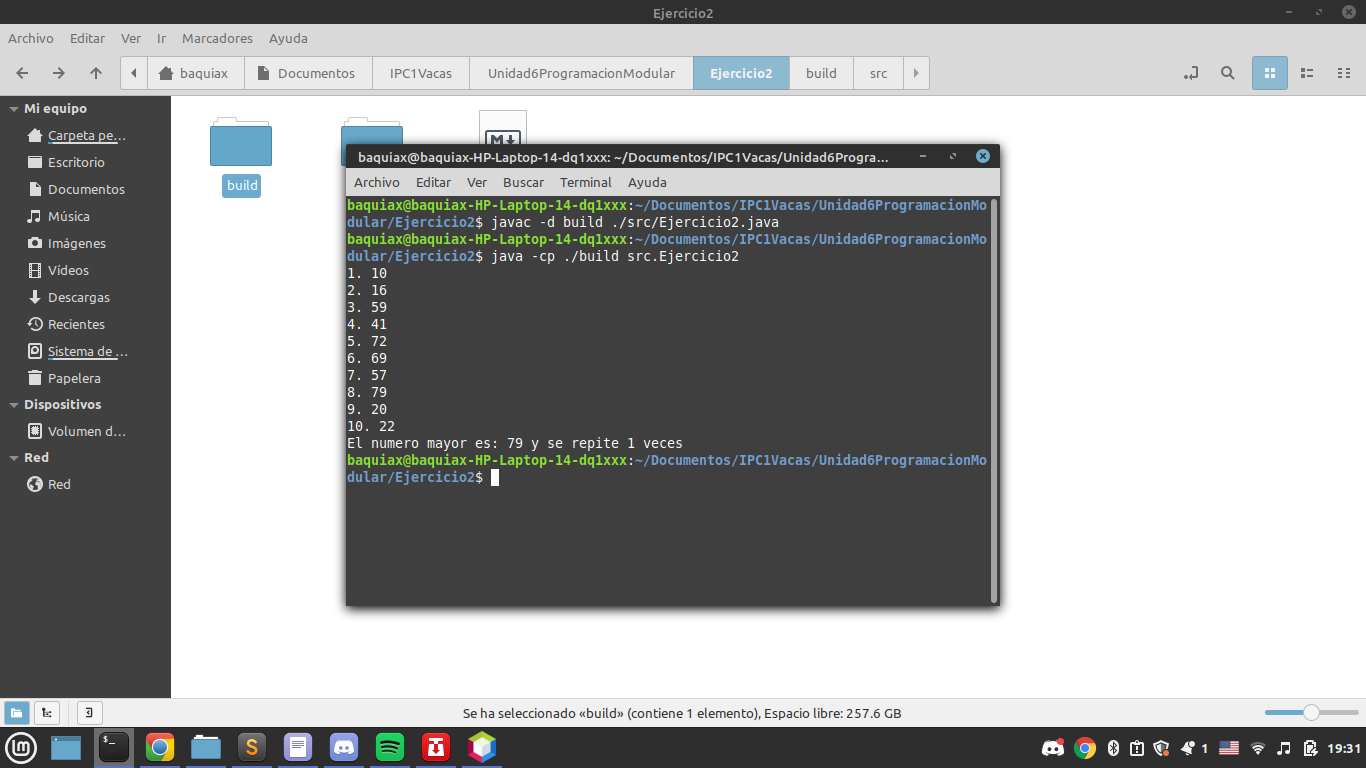 Ejercicio2
Archivo Editar Ver Ir Marcadores Ayuda
baquiax Documentos IPC1Vacas Unidad6ProgramacionModular Ejercicio2 build src
Mi equipo
Carpeta pe...
Escritorio
Documentos
Música
Imágenes
Vídeos
Descargas
Recientes
Sistema de ...
Papelera
Dispositivos
Volumen d...
Red
Red
build
baquiax@baquiax-HP-Laptop-14-dq1xxx: ~/Documentos/IPC1Vacas/Unidad6Progra...
Archivo Editar Ver Buscar Terminal Ayuda
baquiax@baquiax-HP-Laptop-14-dq1xxx:~/Documentos/IPC1Vacas/Unidad6ProgramacionMo
dular/Ejercicio2$ javac -d build ./src/Ejercicio2.java
baquiax@baquiax-HP-Laptop-14-dq1xxx:~/Documentos/IPC1Vacas/Unidad6ProgramacionMo
dular/Ejercicio2$ java -cp ./build src.Ejercicio2
1. 10
2. 16
3. 59
4. 41
5. 72
6. 69
7. 57
8. 79
9. 20
10. 22
El numero mayor es: 79 y se repite 1 veces
baquiax@baquiax-HP-Laptop-14-dq1xxx:~/Documentos/IPC1Vacas/Unidad6ProgramacionMo
dular/Ejercicio2$
Se ha seleccionado «build» (contiene 1 elemento), Espacio libre: 257.6 GB
1 19:31